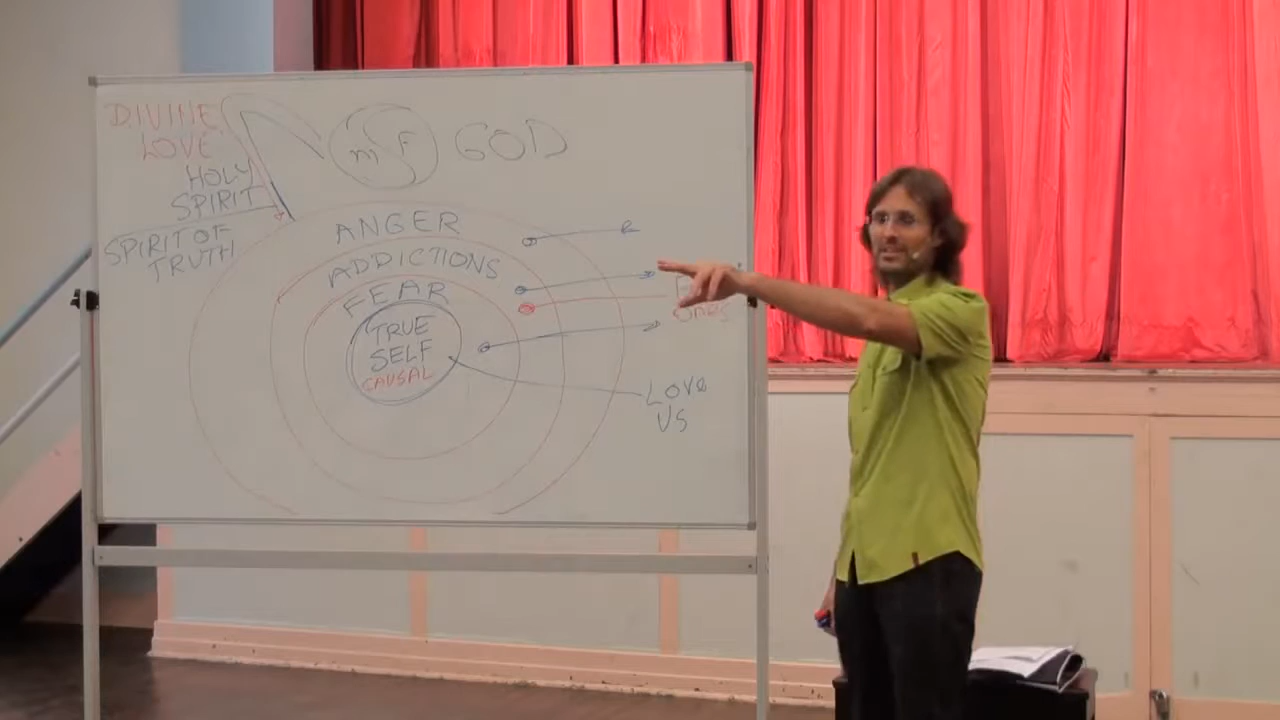 DIVINE
LOVE
HOLY
SPIRIT
SPIRIT OF
TRUTH
m F
GOD
ANGER
ADDICTIONS
FEAR
TRUE
SELF
CAUSAL
LOVE
US